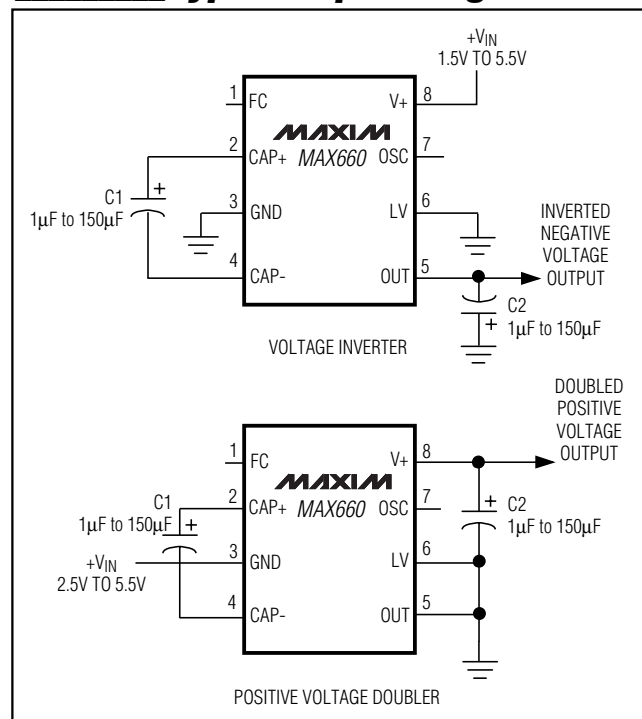 +VIN
1.5V TO 5.5V
1 FC V+ 8
MAXIM
2 CAP+ MAX660 OSC 7
C1 +
1µF to 150µF
3 GND LV 6
INVERTED
NEGATIVE
VOLTAGE
OUTPUT
4 CAP- OUT 5
C2
+ 1µF to 150µF
VOLTAGE INVERTER
DOUBLED
POSITIVE
VOLTAGE
OUTPUT
1 FC V+ 8
MAXIM
2 CAP+ MAX660 OSC 7
C1
1µF to 150µF +
+ C2
1µF to 150µF
+VIN
2.5V TO 5.5V
3 GND LV 6
4 CAP- OUT 5
POSITIVE VOLTAGE DOUBLER